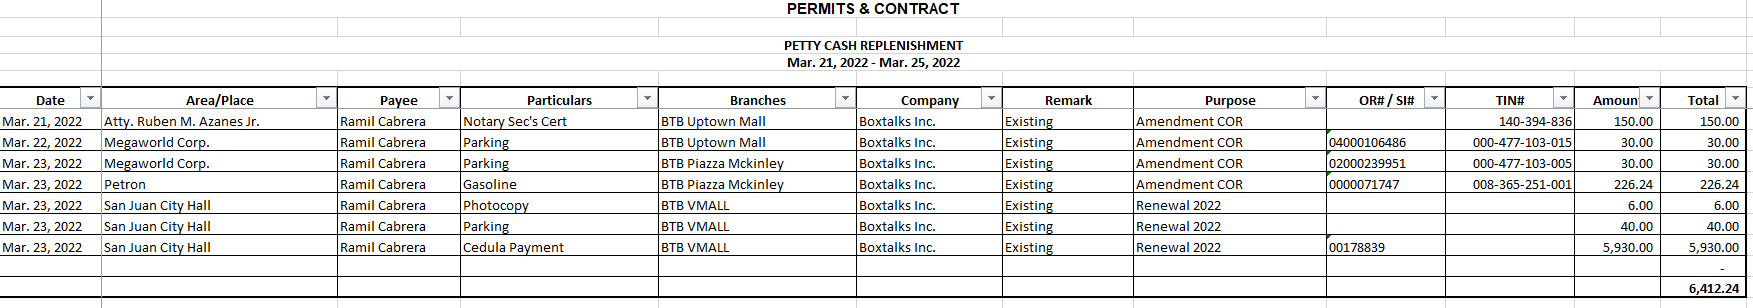 PERMITS & CONTRACT
PETTY CASH REPLENISHMENT
Mar. 21, 2022 - Mar. 25, 2022
Date Area/Place Payee Particulars Branches Company Remark Purpose OR# / SI# TIN# Amoun Total
Mar. 21, 2022 Atty. Ruben M. Azanes Jr. Ramil Cabrera Notary Sec's Cert BTB Uptown Mall Boxtalks Inc. Existing Amendment COR 140-394-836 150.00 150.00
Mar. 22, 2022 Megaworld Corp. Ramil Cabrera Parking BTB Uptown Mall Boxtalks Inc. Existing Amendment COR 04000106486 000-477-103-015 30.00 30.00
Mar. 23, 2022 Megaworld Corp. Ramil Cabrera Parking BTB Piazza Mckinley Boxtalks Inc. Existing Amendment COR 02000239951 000-477-103-005 30.00 30.00
Mar. 23, 2022 Petron Ramil Cabrera Gasoline BTB Piazza Mckinley Boxtalks Inc. Existing Amendment COR 0000071747 008-365-251-001 226.24 226.24
Mar. 23, 2022 San Juan City Hall Ramil Cabrera Photocopy BTB VMALL Boxtalks Inc. Existing Renewal 2022 6.00 6.00
Mar. 23, 2022 San Juan City Hall Ramil Cabrera Parking BTB VMALL Boxtalks Inc. Existing Renewal 2022 40.00 40.00
Mar. 23, 2022 San Juan City Hall Ramil Cabrera Cedula Payment BTB VMALL Boxtalks Inc. Existing Renewal 2022 00178839 5,930.00 5,930.00
-
6,412.24